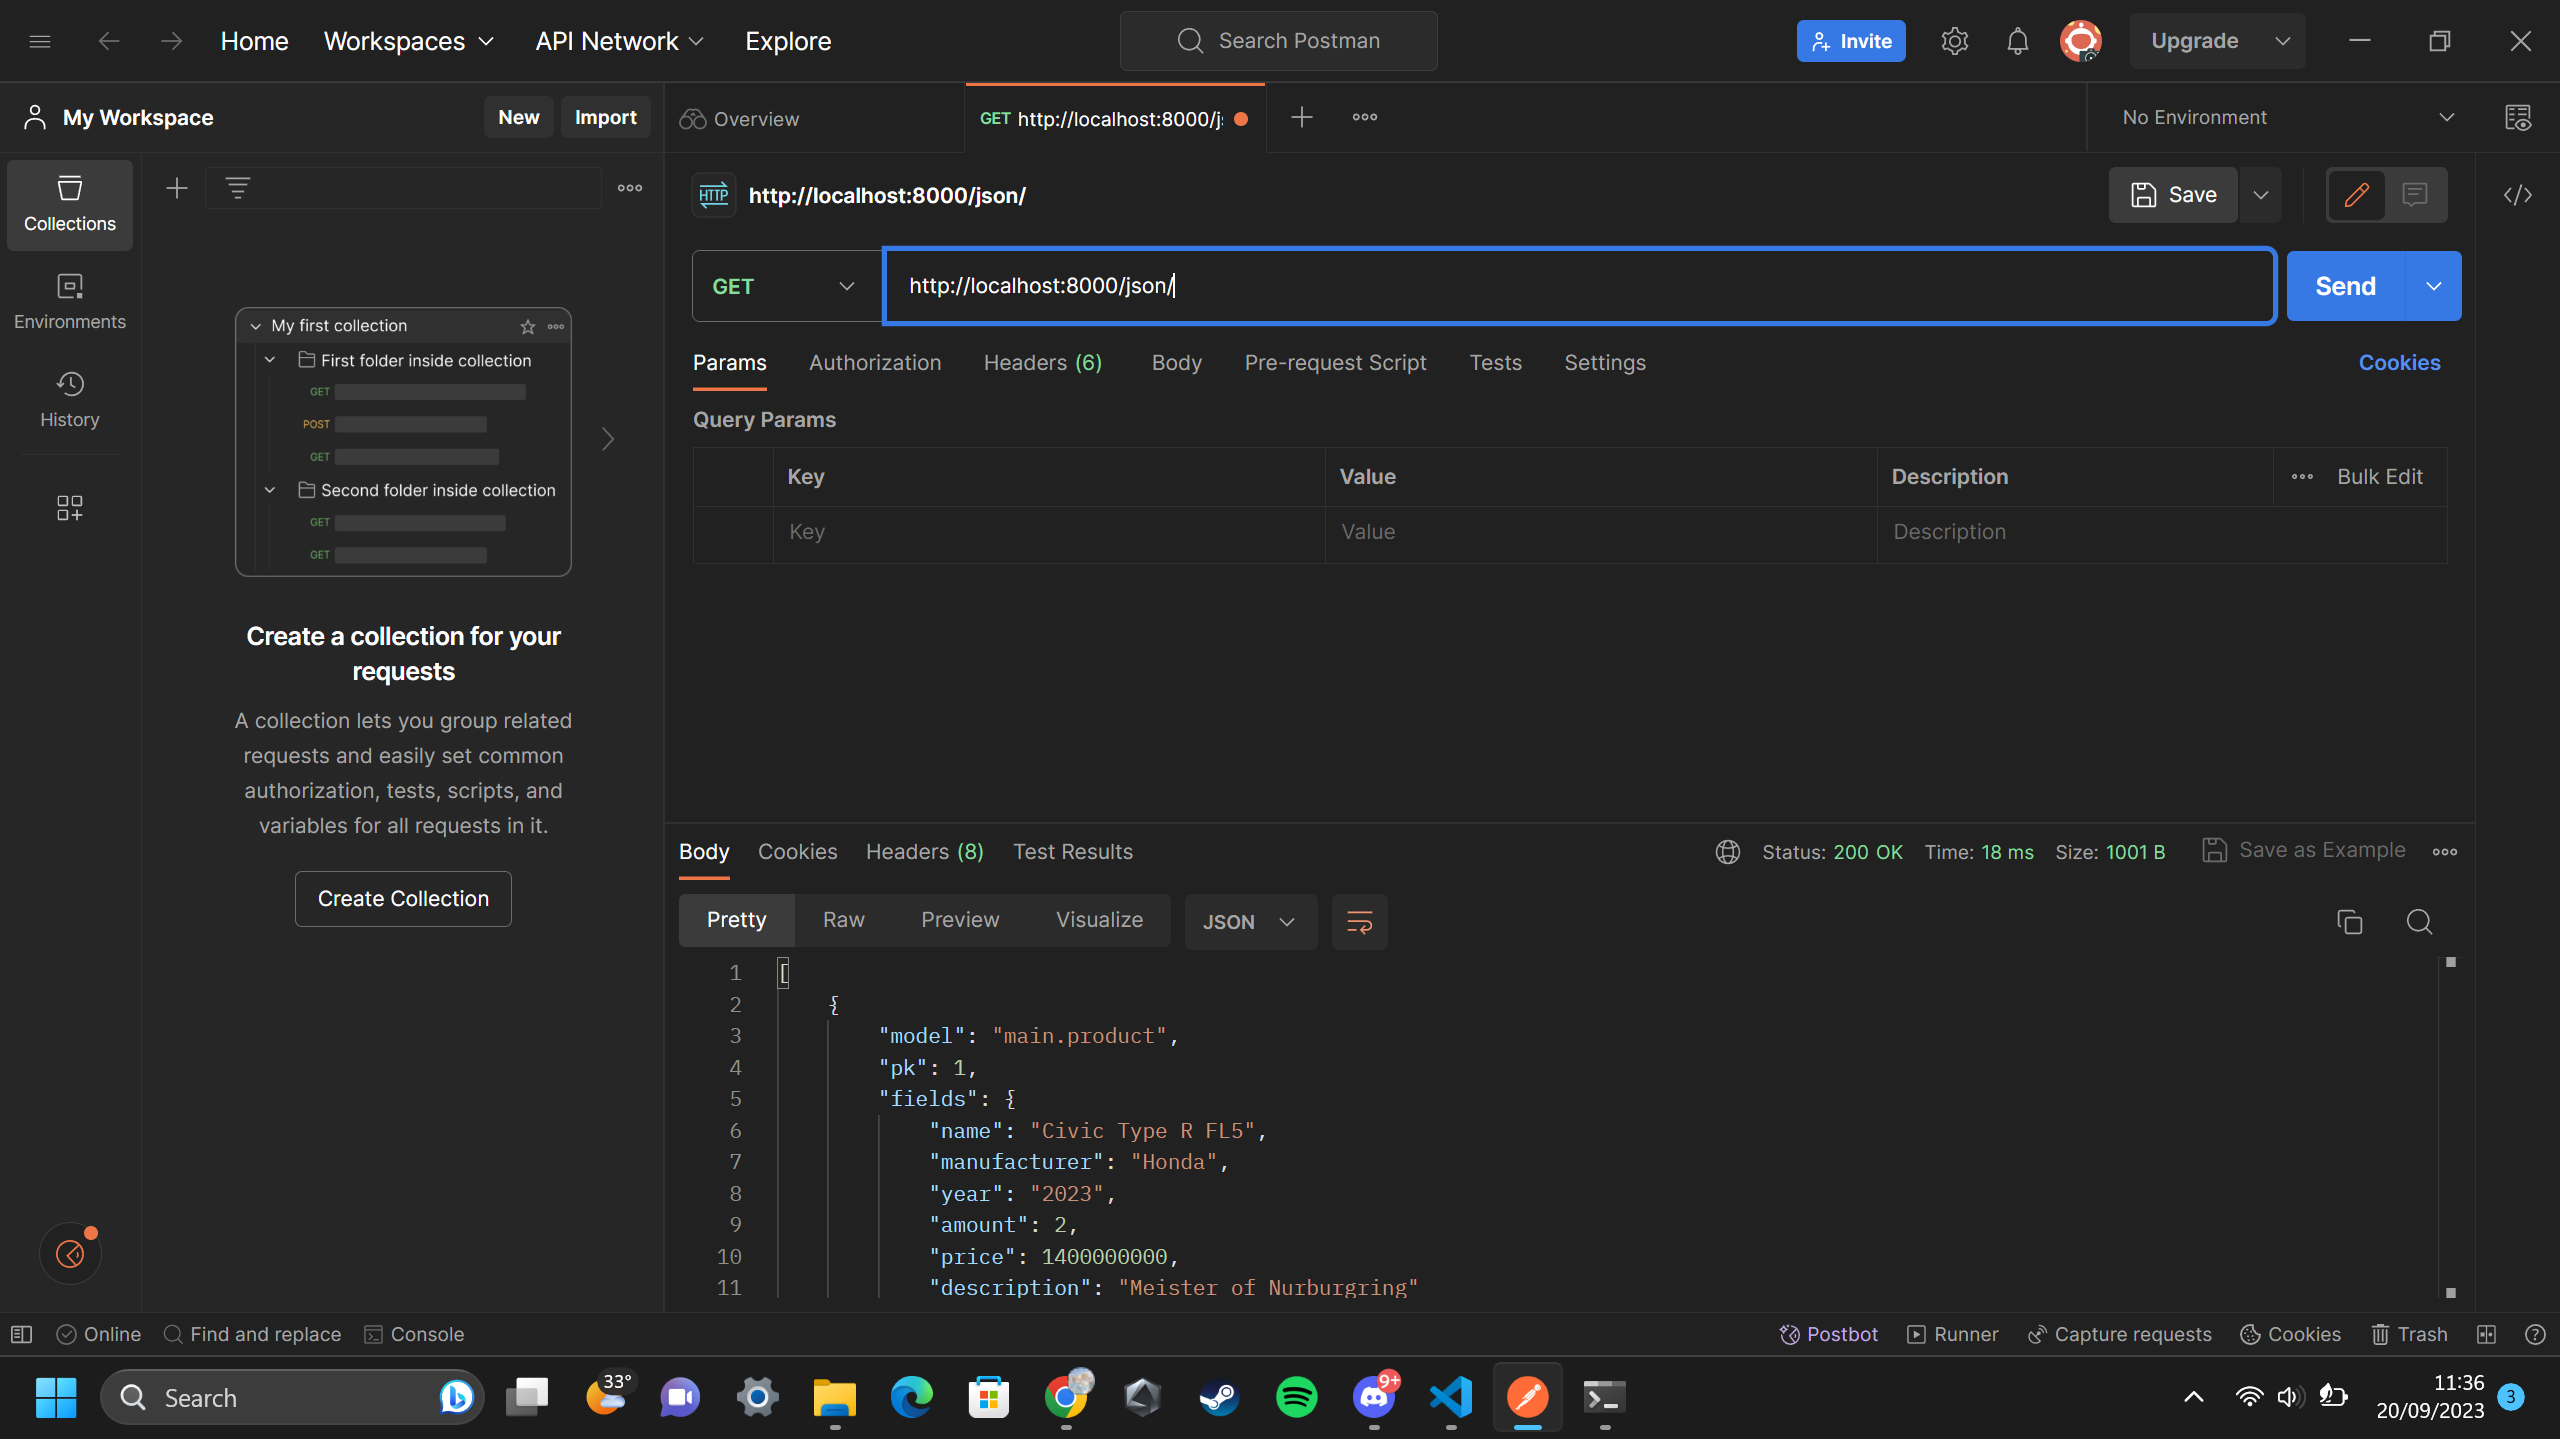 Home Workspaces API Network Explore
Search Postman
Invite
Upgrade
My Workspace
New Import
Overview
GET http://localhost:8000/j
No Environment
Collections
Environments
History
My first collection
First folder inside collection
GET
POST
GET
Second folder inside collection
GET
GET
Create a collection for your
requests
A collection lets you group related
requests and easily set common
authorization, tests, scripts, and
variables for all requests in it.
Create Collection
HTTP http://localhost:8000/json/
Save
GET http://localhost:8000/json/
Send
Params Authorization Headers (6) Body Pre-request Script Tests Settings Cookies
Query Params
Key Value Description Bulk Edit
Key Value Description
Body Cookies Headers (8) Test Results
Status: 200 OK Time: 18 ms Size: 1001 B Save as Example
Pretty Raw Preview Visualize JSON
1 [
2 {
3 "model": "main.product",
4 "pk": 1,
5 "fields": {
6 "name": "Civic Type R FL5",
7 "manufacturer": "Honda",
8 "year": "2023",
9 "amount": 2,
10 "price": 1400000000,
11 "description": "Meister of Nurburgring"
Online Find and replace Console
Postbot Runner Capture requests Cookies Trash
Search
33°
9+
11:36
20/09/2023
3